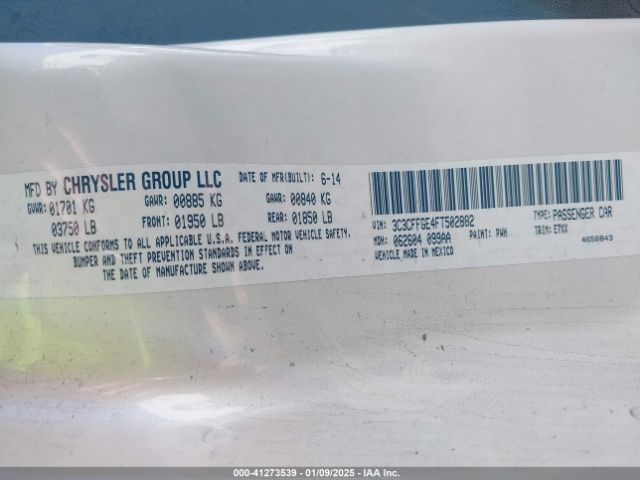 MFD BY CHRYSLER GROUP LLC DATE OF MFR(BUILT): 6-14
GVWR: 01701 KG GAWR: 00885 KG GAWR: 00840 KG
03750 LB FRONT: 01950 LB REAR: 01850 LB
THIS VEHICLE CONFORMS TO ALL APPLICABLE U.S.A. FEDERAL MOTOR VEHICLE SAFETY,
BUMPER AND THEFT PREVENTION STANDARDS IN EFFECT ON
THE DATE OF MANUFACTURE SHOWN ABOVE.
VIN: 3C3CFFGE4FT502882 TYPE: PASSENGER CAR
MDH: 062604 099AA PAINT: PWH TRIM: E7XX
VEHICLE MADE IN MEXICO 4658843
000-41273539 - 01/09/2025 - IAA Inc.